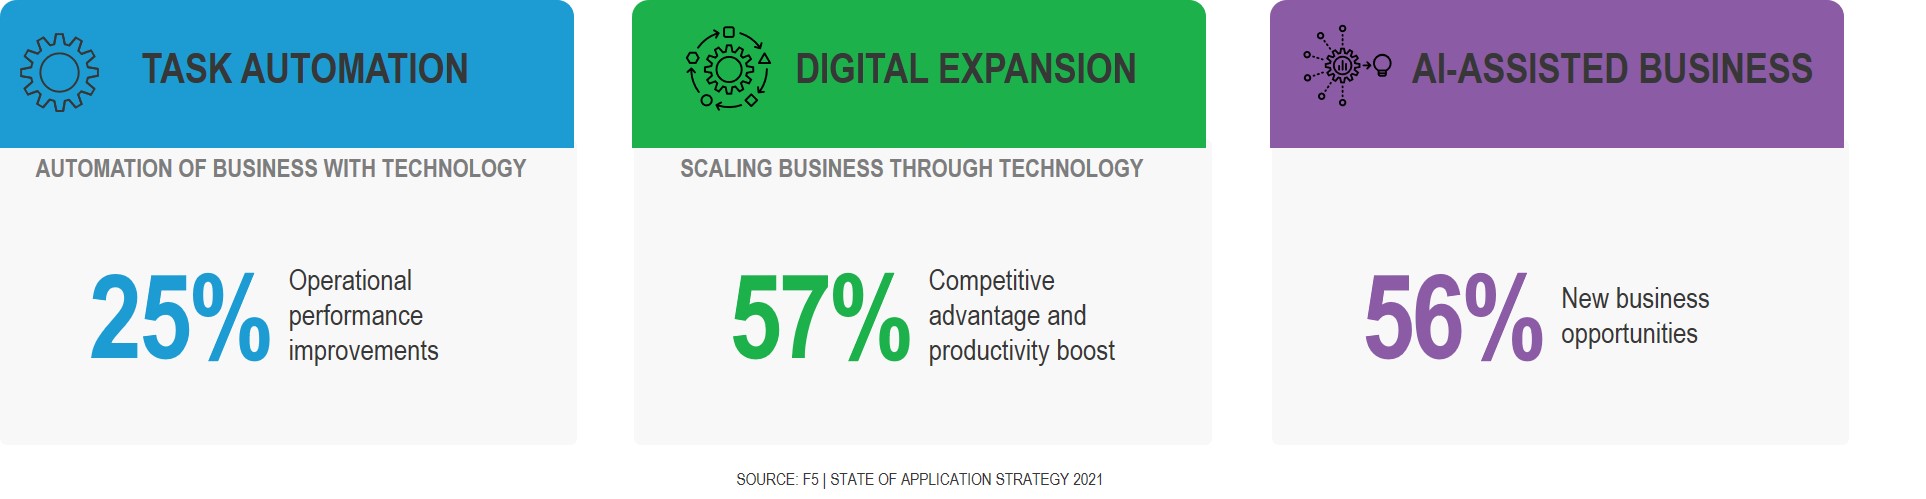 TASK AUTOMATION
AUTOMATION OF BUSINESS WITH TECHNOLOGY
25%
Operational
performance
improvements
DIGITAL EXPANSION
SCALING BUSINESS THROUGH TECHNOLOGY
57%
Competitive
advantage and
productivity boost
AI-ASSISTED BUSINESS
56%
New business
opportunities
SOURCE: F5 | STATE OF APPLICATION STRATEGY 2021